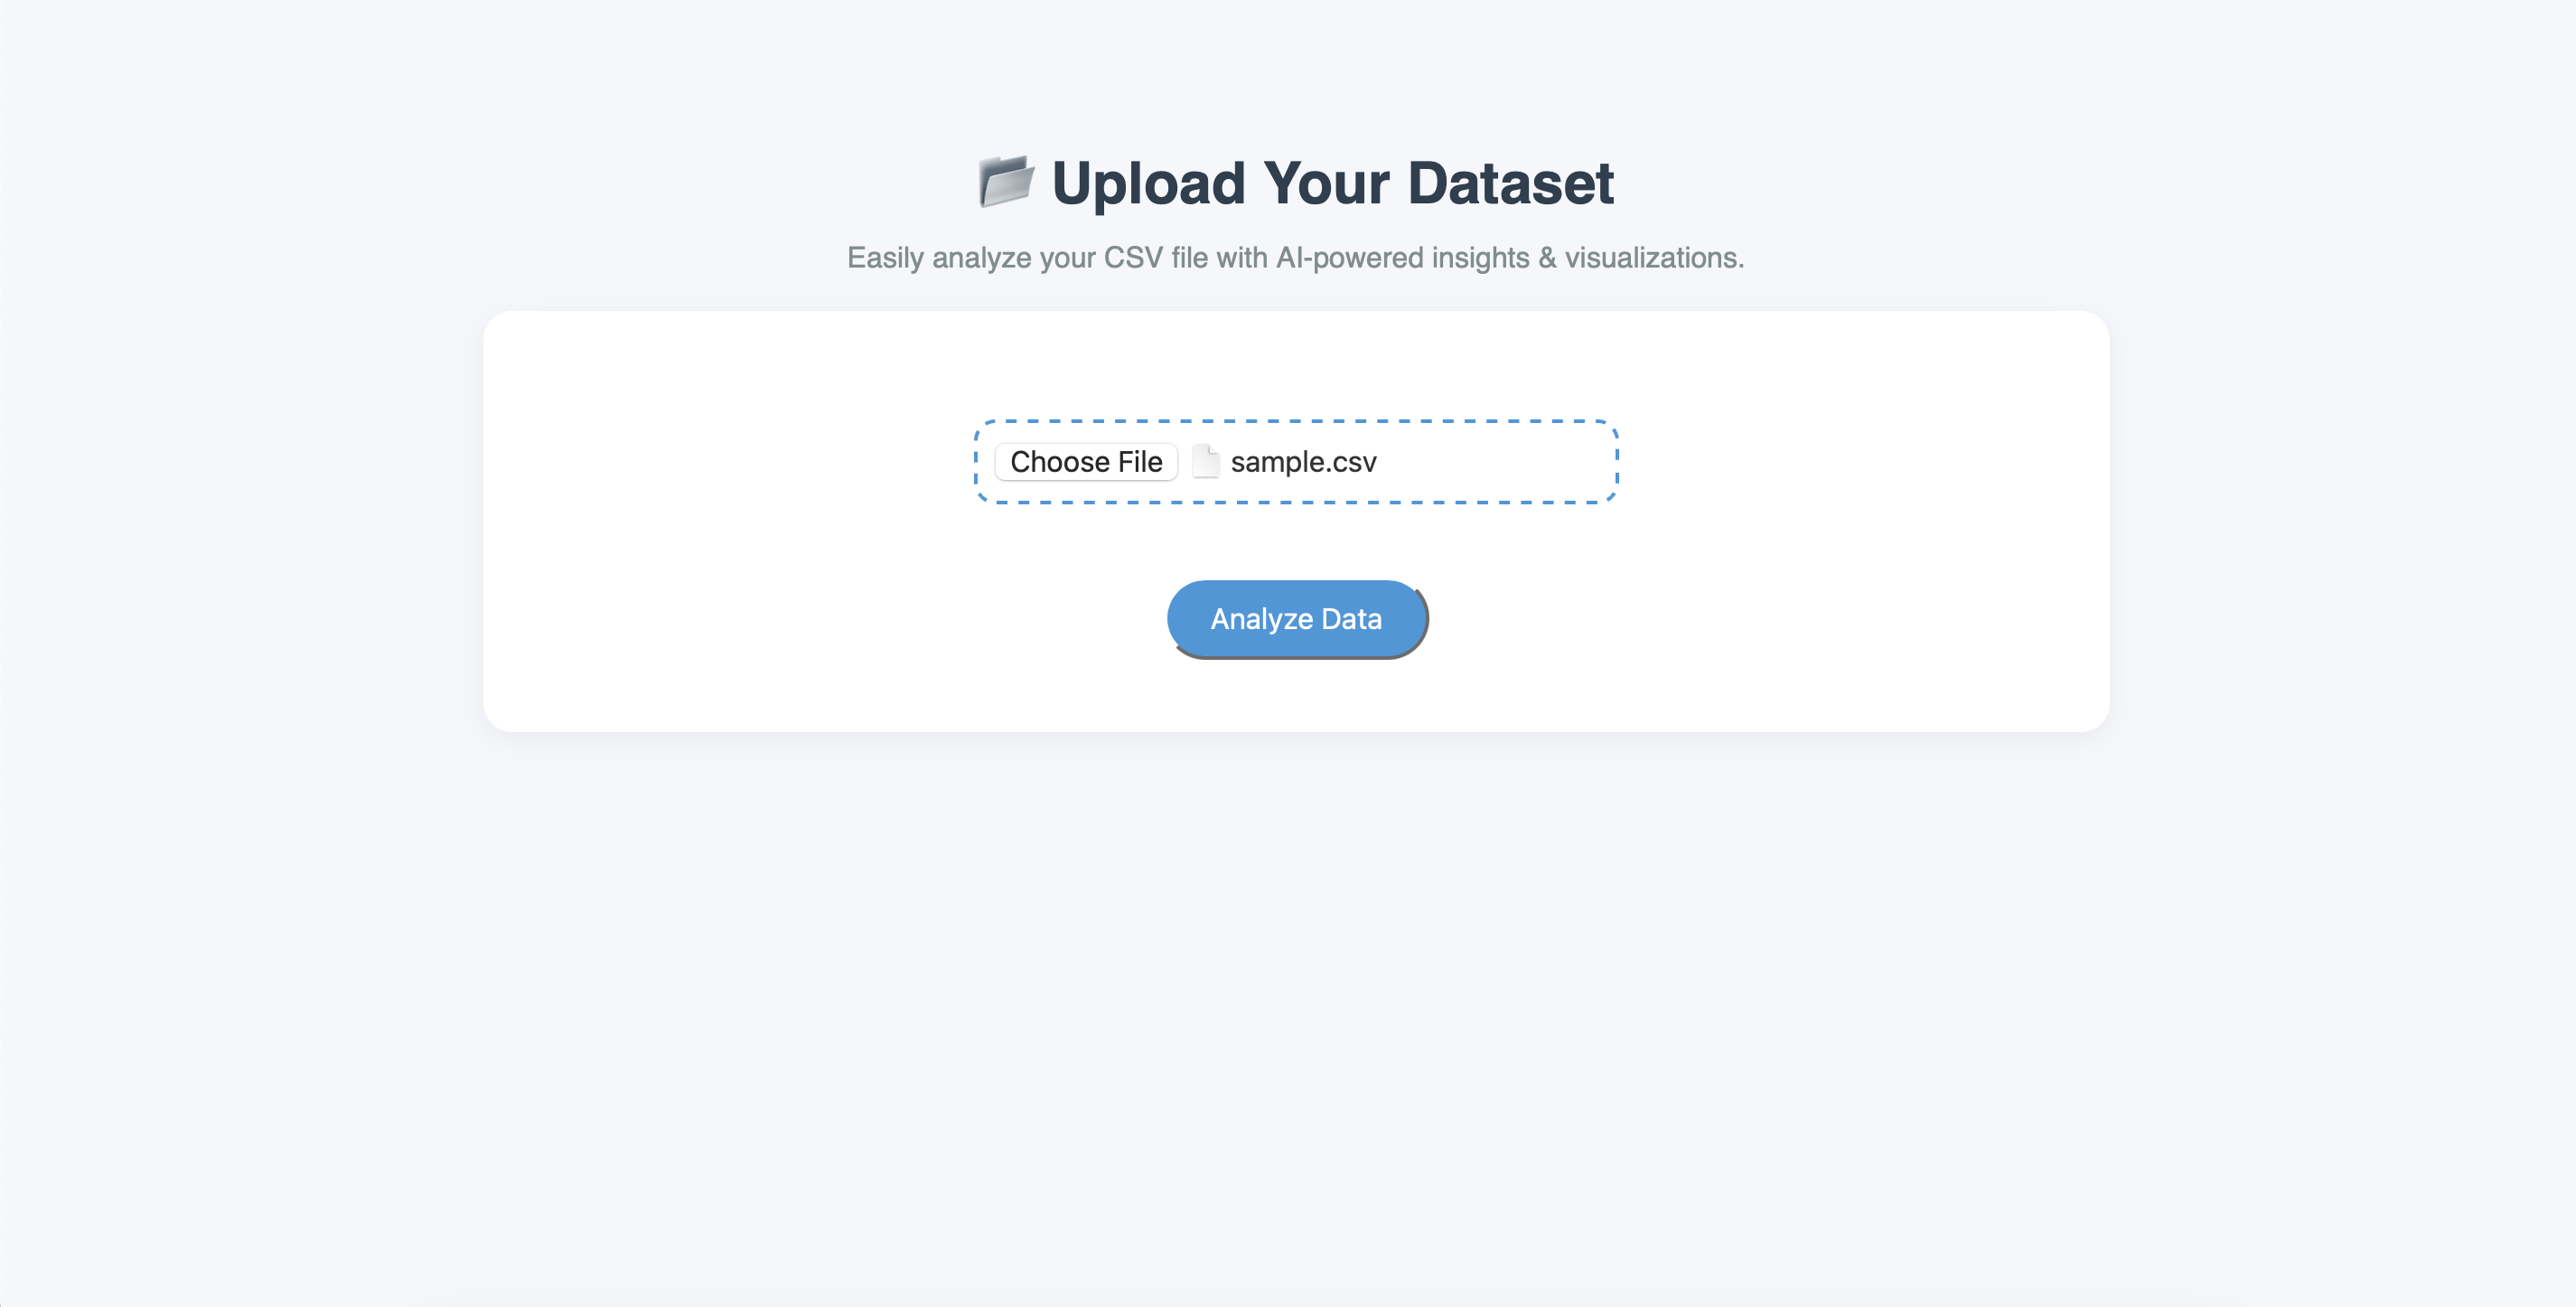 Upload Your Dataset
Easily analyze your CSV file with AI-powered insights & visualizations.
Choose File sample.csv
Analyze Data